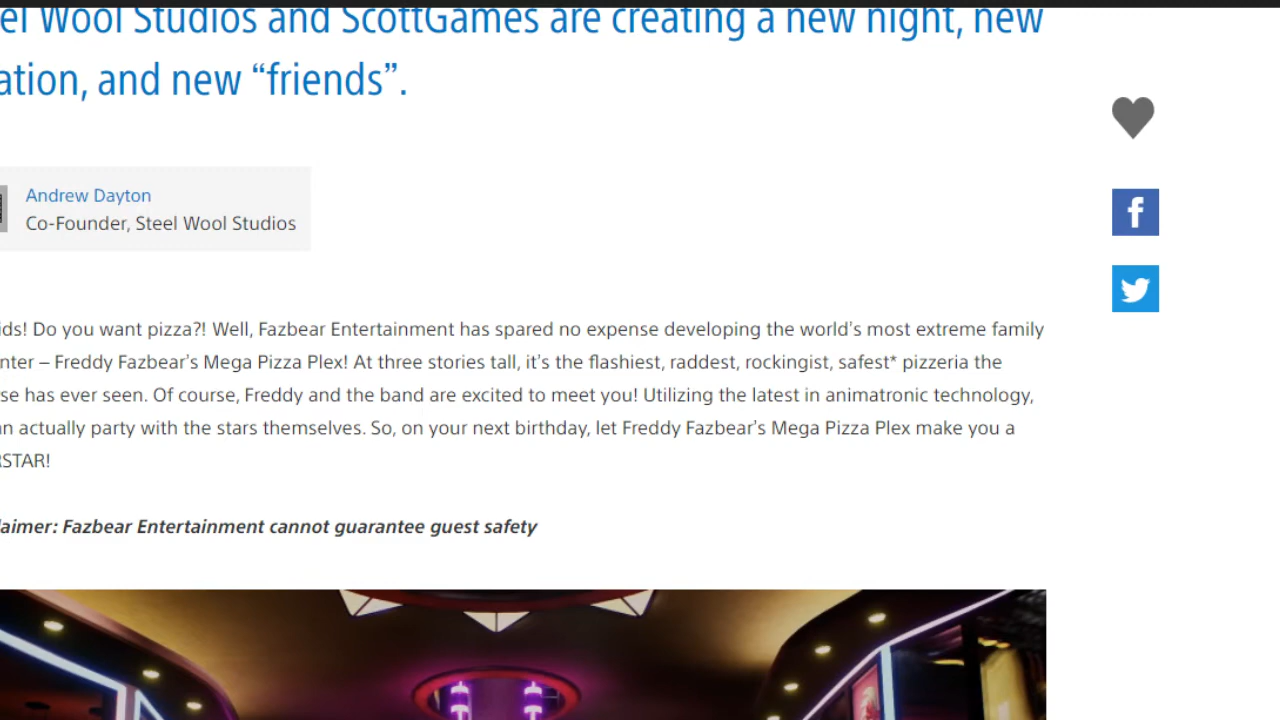 el Wool Studios and ScottGames are creating a new night, new
ation, and new “friends”.
Andrew Dayton
Co-Founder, Steel Wool Studios
ids! Do you want pizza?! Well, Fazbear Entertainment has spared no expense developing the world's most extreme family
nter – Freddy Fazbear's Mega Pizza Plex! At three stories tall, it's the flashiest, raddest, rockingist, safest* pizzeria the
se has ever seen. Of course, Freddy and the band are excited to meet you! Utilizing the latest in animatronic technology,
n actually party with the stars themselves. So, on your next birthday, let Freddy Fazbear's Mega Pizza Plex make you a
STAR!
laimer: Fazbear Entertainment cannot guarantee guest safety